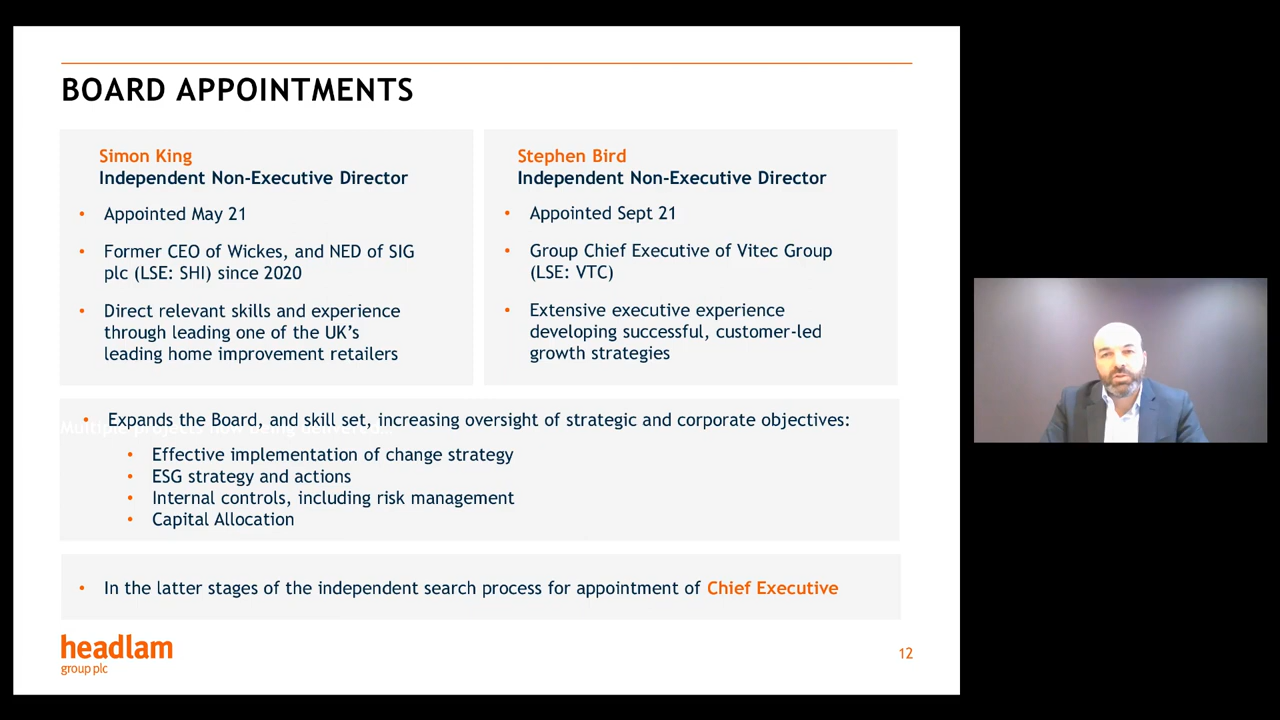 BOARD APPOINTMENTS
Simon King
Independent Non-Executive Director
• Appointed May 21
• Former CEO of Wickes, and NED of SIG
plc (LSE: SHI) since 2020
• Direct relevant skills and experience
through leading one of the UK’s
leading home improvement retailers
Stephen Bird
Independent Non-Executive Director
• Appointed Sept 21
• Group Chief Executive of Vitec Group
(LSE: VTC)
• Extensive executive experience
developing successful, customer-led
growth strategies
• Expands the Board, and skill set, increasing oversight of strategic and corporate objectives:
• Effective implementation of change strategy
• ESG strategy and actions
• Internal controls, including risk management
• Capital Allocation
• In the latter stages of the independent search process for appointment of Chief Executive
headlam
group plc
12